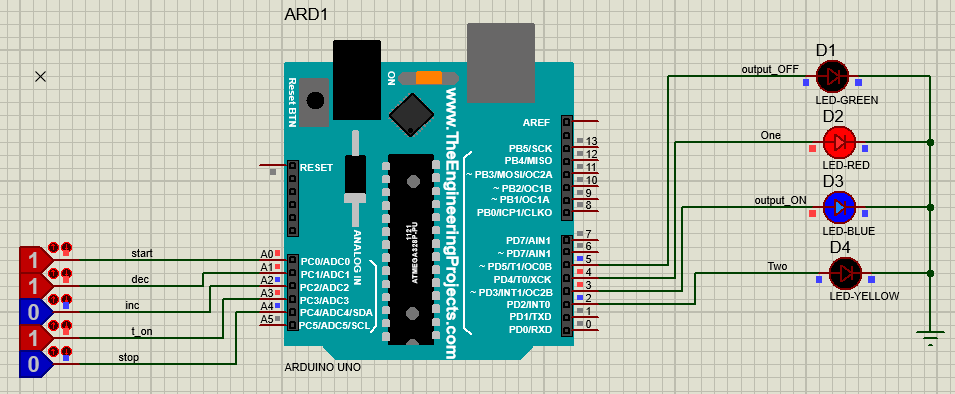 ARD1
Reset BTN
ON
www.TheEngineeringProjects.com
1121
ATMEGA328P-PU
ANALOG IN
RESET
AREF
PB5/SCK 13
PB4/MISO 12
~ PB3/MOSI/OC2A 11
~ PB2/OC1B 10
~ PB1/OC1A 9
PB0/ICP1/CLKO 8
PD7/AIN1 7
~ PD7/AIN1 6
~ PD5/T1/OC0B 5
PD4/T0/XCK 4
~ PD3/INT1/OC2B 3
PD2/INT0 2
PD1/TXD 1
PD0/RXD 0
1 start A0 PC0/ADC0
1 dec A1 PC1/ADC1
0 inc A2 PC2/ADC2
1 t_on A3 PC3/ADC3
0 stop A4 PC4/ADC4/SDA
A5 PC5/ADC5/SCL
ARDUINO UNO
D1
output_OFF
LED-GREEN
D2
One
LED-RED
D3
output_ON
LED-BLUE
D4
Two
LED-YELLOW